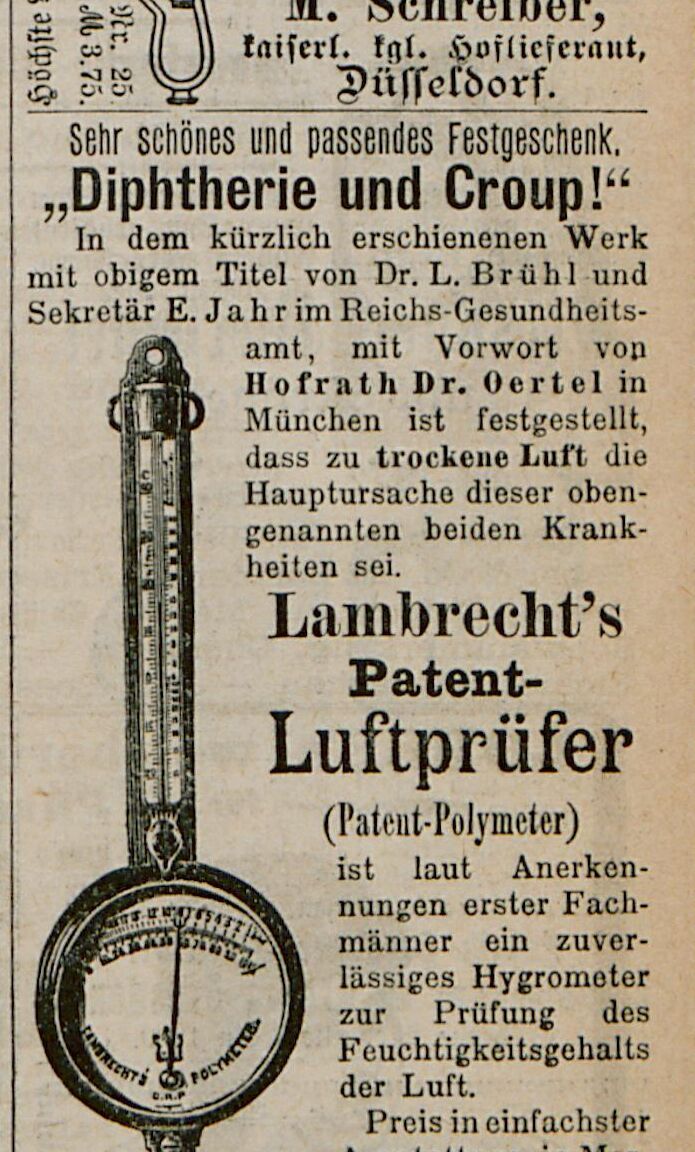 M. Schreiber,
kaiserl. kgl. Hoflieferant,
Düsseldorf.
Nr. 25
M 3.75.
Höchste
Sehr schönes und passendes Festgeschenk.
„Diphtherie und Croup!“
In dem kürzlich erschienenen Werk
mit obigem Titel von Dr. L. Brühl und
Sekretär E. Jahr im Reichs-Gesundheits-
amt, mit Vorwort von
Hofrath Dr. Oertel in
München ist festgestellt,
dass zu trockene Luft die
Hauptursache dieser oben-
genannten beiden Krank-
heiten sei.
Lambrecht's
Patent-
Luftprüfer
(Patent-Polymeter)
ist laut Anerken-
nungen erster Fach-
männer ein zuver-
lässiges Hygrometer
zur Prüfung des
Feuchtigkeitsgehalts
der Luft.
Preis in einfachster
LAMBRECHTS' POLYMETER.
D.R.P